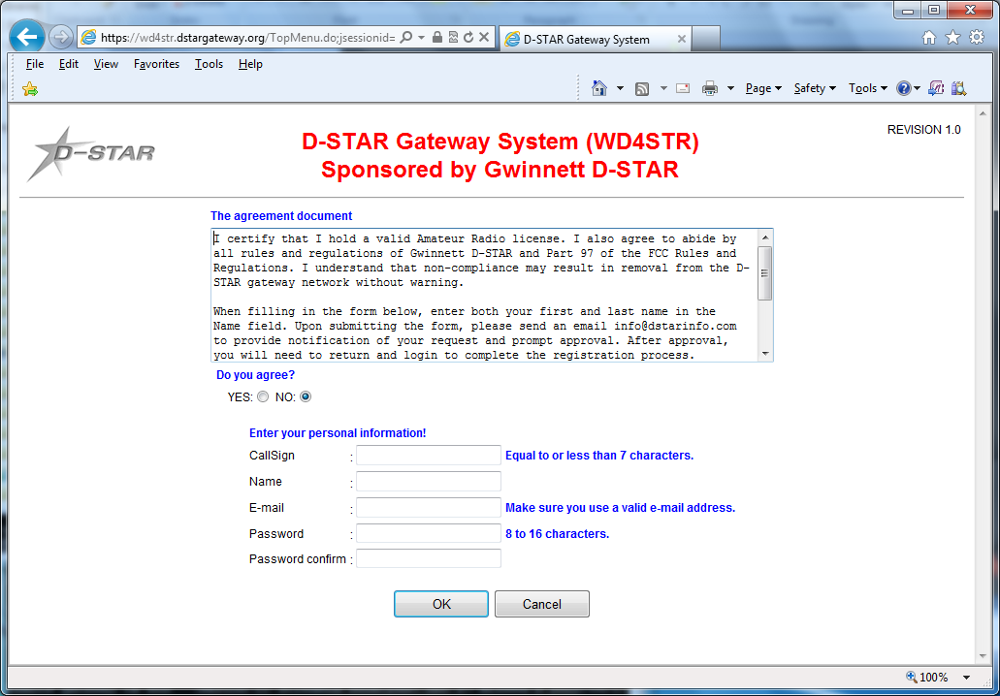 https://wd4str.dstargateway.org/TopMenu.do;jsessionid=
D-STAR Gateway System
File Edit View Favorites Tools Help
Page Safety Tools
D-STAR
D-STAR Gateway System (WD4STR)
Sponsored by Gwinnett D-STAR
REVISION 1.0
The agreement document
I certify that I hold a valid Amateur Radio license. I also agree to abide by
all rules and regulations of Gwinnett D-STAR and Part 97 of the FCC Rules and
Regulations. I understand that non-compliance may result in removal from the D-
STAR gateway network without warning.
When filling in the form below, enter both your first and last name in the
Name field. Upon submitting the form, please send an email info@dstarinfo.com
to provide notification of your request and prompt approval. After approval,
you will need to return and login to complete the registration process.
Do you agree?
YES: NO:
Enter your personal information!
CallSign : Equal to or less than 7 characters.
Name :
E-mail : Make sure you use a valid e-mail address.
Password : 8 to 16 characters.
Password confirm :
OK Cancel
100%